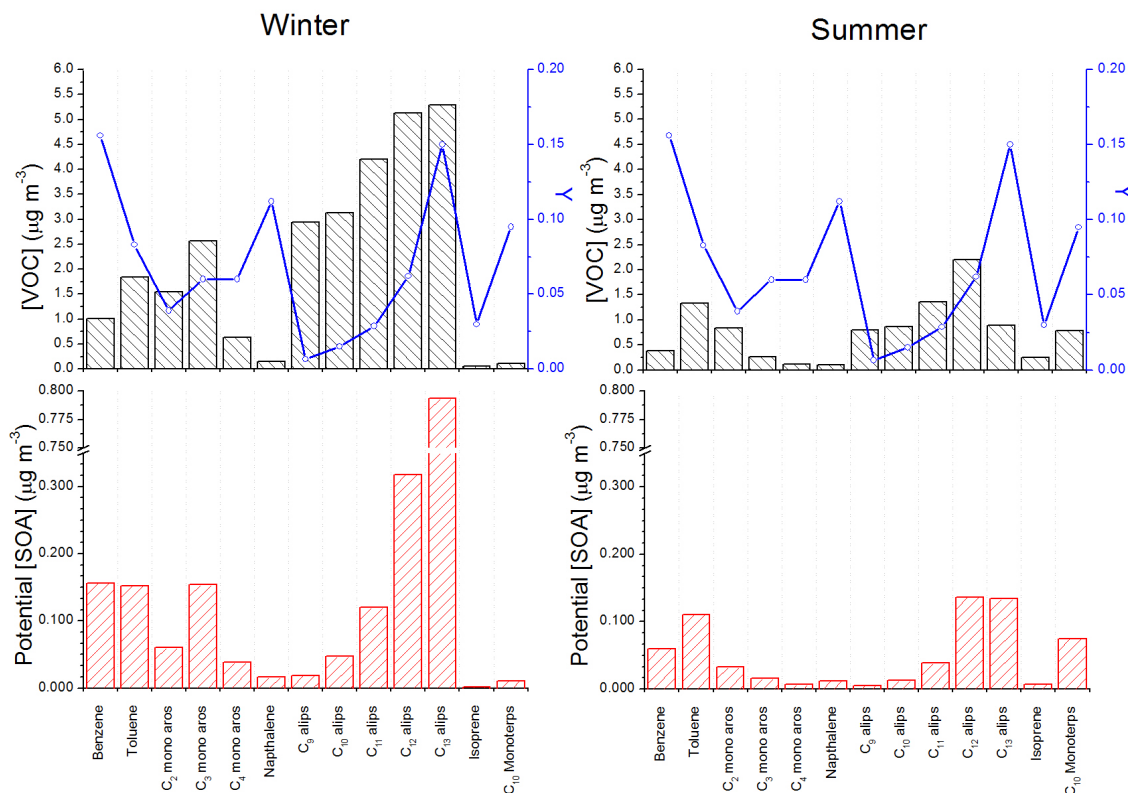 Winter
Summer
[VOC] (μg m-3)
6.0
5.5
5.0
4.5
4.0
3.5
3.0
2.5
2.0
1.5
1.0
0.5
0.0
0.20
0.15
0.10
0.05
0.00
Y
[VOC] (μg m-3)
6.0
5.5
5.0
4.5
4.0
3.5
3.0
2.5
2.0
1.5
1.0
0.5
0.0
0.20
0.15
0.10
0.05
0.00
Y
Potential [SOA] (μg m-3)
0.800
0.775
0.750
0.300
0.200
0.100
0.000
Benzene
Toluene
C2 mono aros
C3 mono aros
C4 mono aros
Napthalene
C9 alips
C10 alips
C11 alips
C12 alips
C13 alips
Isoprene
C10 Monoterps
Potential [SOA] (μg m-3)
0.800
0.775
0.750
0.300
0.200
0.100
0.000
Benzene
Toluene
C2 mono aros
C3 mono aros
C4 mono aros
Napthalene
C9 alips
C10 alips
C11 alips
C12 alips
C13 alips
Isoprene
C10 Monoterps